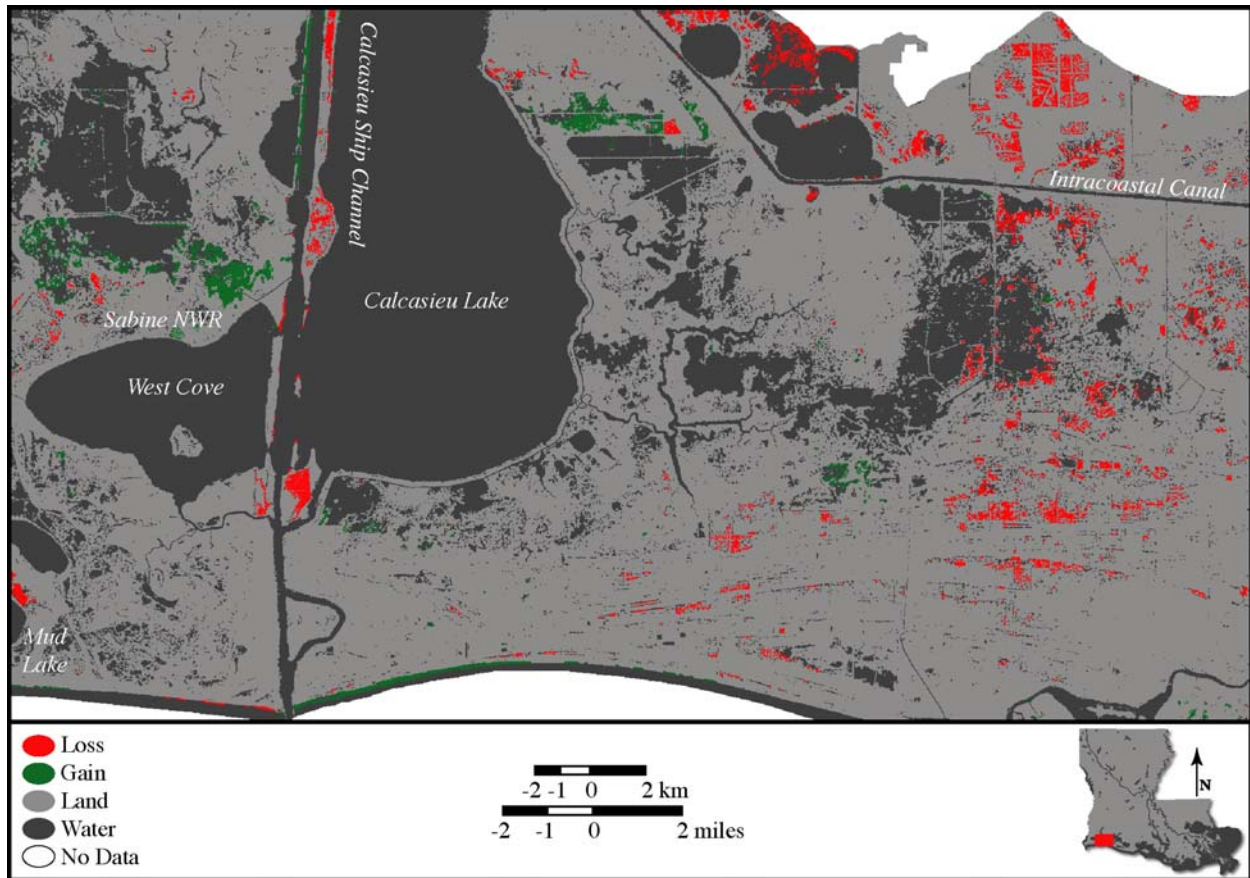 Calcasieu Ship Channel
Intracoastal Canal
Calcasieu Lake
Sabine NWR
West Cove
Mud
Lake
Loss
Gain
Land
Water
No Data
-2 -1 0 2 km
-2 -1 0 2 miles
N